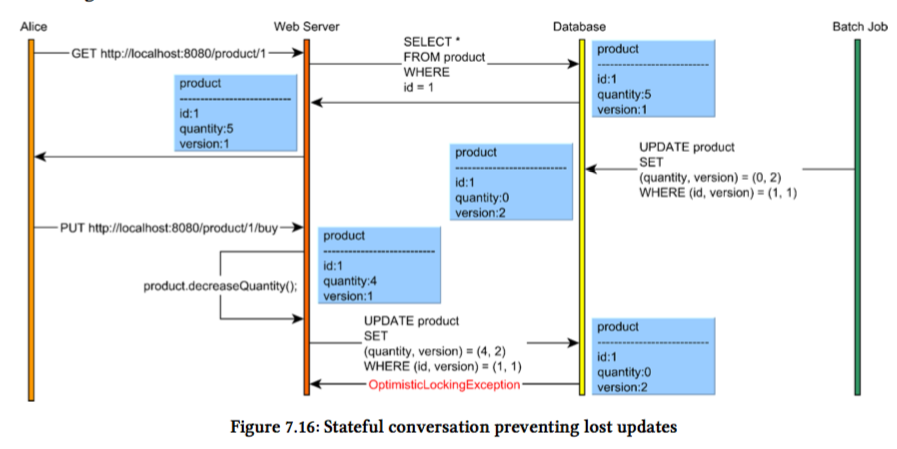 Alice
Web Server
Database
Batch Job
GET http://localhost:8080/product/1
SELECT *
FROM product
WHERE
id = 1
product
id:1
quantity:5
version:1
product
id:1
quantity:5
version:1
UPDATE product
SET
(quantity, version) = (0, 2)
WHERE (id, version) = (1, 1)
product
id:1
quantity:0
version:2
PUT http://localhost:8080/product/1/buy
product
id:1
quantity:4
version:1
product.decreaseQuantity();
UPDATE product
SET
(quantity, version) = (4, 2)
WHERE (id, version) = (1, 1)
OptimisticLockingException
product
id:1
quantity:0
version:2
Figure 7.16: Stateful conversation preventing lost updates